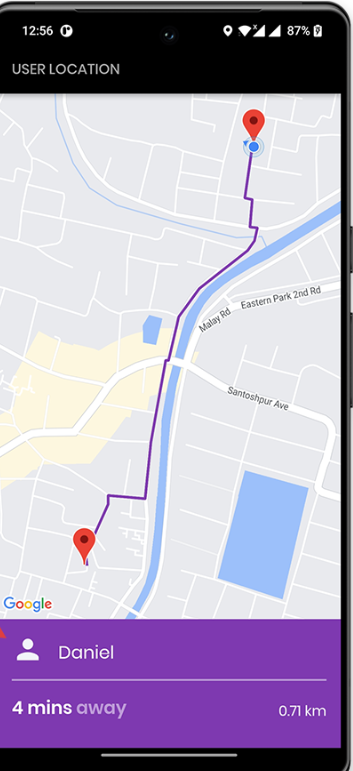 12:56
87%
USER LOCATION
Eastern Park 2nd Rd
Malay Rd
Santoshpur Ave
Google
Daniel
4 mins away
0.71 km